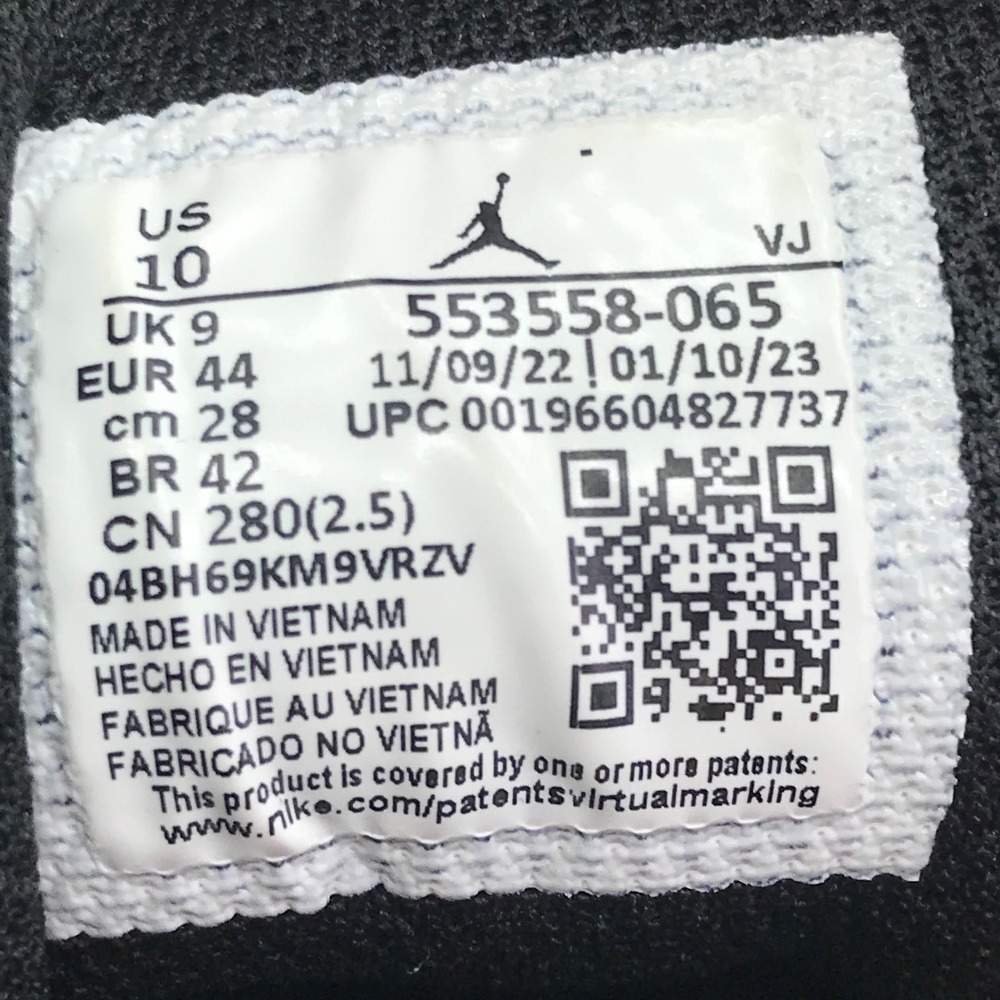 US
10
VJ
UK 9
553558-065
EUR 44
11/09/22 | 01/10/23
cm 28
UPC 00196604827737
BR 42
CN 280(2.5)
04BH69KM9VRZV
MADE IN VIETNAM
HECHO EN VIETNAM
FABRIQUE AU VIETNAM
FABRICADO NO VIETNÃ
This product is covered by one or more patents:
www.nike.com/patentsvirtualmarking